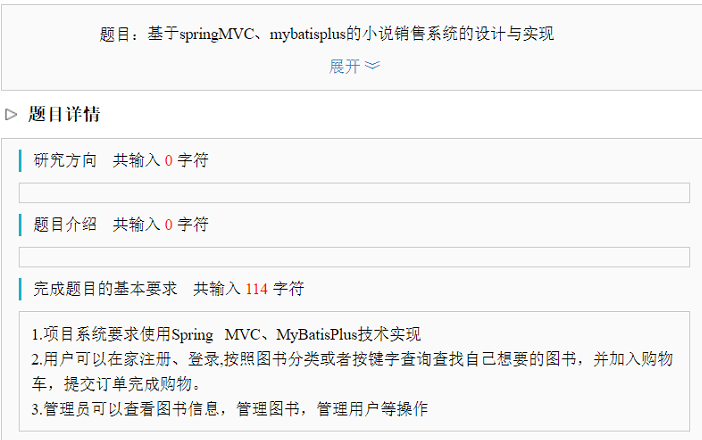 题目：基于springMVC、mybatisplus的小说销售系统的设计与实现
展开
题目详情
研究方向 共输入 0 字符
题目介绍 共输入 0 字符
完成题目的基本要求 共输入 114 字符
1.项目系统要求使用Spring MVC、MyBatisPlus技术实现
2.用户可以在家注册、登录,按照图书分类或者按键字查询查找自己想要的图书，并加入购物
车，提交订单完成购物。
3.管理员可以查看图书信息，管理图书，管理用户等操作